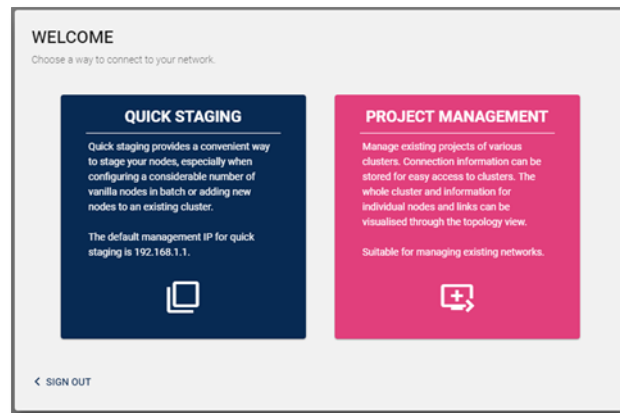 WELCOME
Choose a way to connect to your network.
QUICK STAGING
Quick staging provides a convenient way
to stage your nodes, especially when
configuring a considerable number of
vanilla nodes in batch or adding new
nodes to an existing cluster.
The default management IP for quick
staging is 192.168.1.1.
PROJECT MANAGEMENT
Manage existing projects of various
clusters. Connection information can be
stored for easy access to clusters. The
whole cluster and information for
individual nodes and links can be
visualised through the topology view.
Suitable for managing existing networks.
SIGN OUT